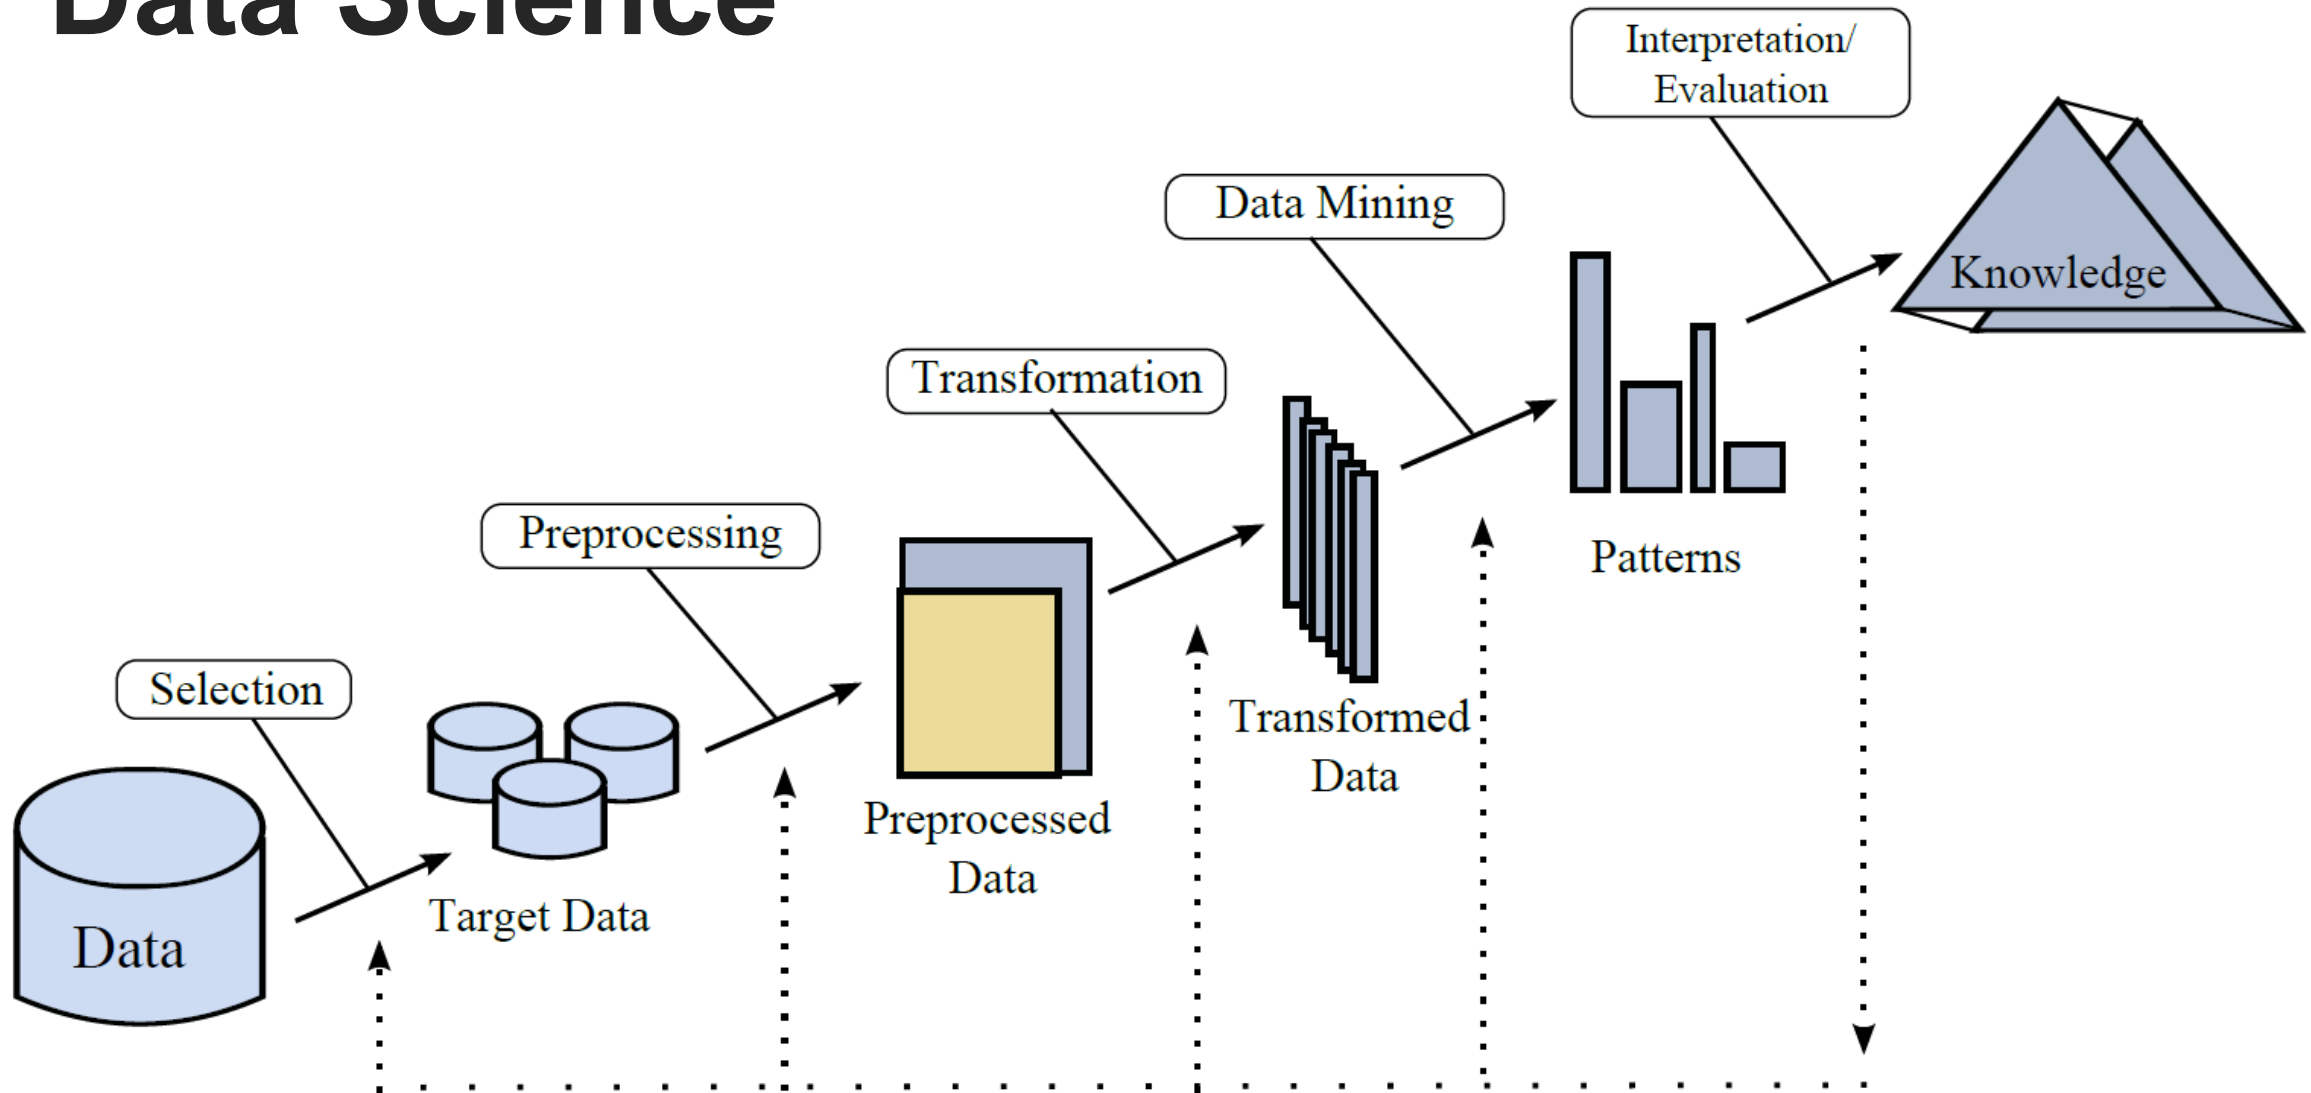 Data Science
Interpretation/
Evaluation
Data Mining
Knowledge
Transformation
Preprocessing
Patterns
Selection
Transformed
Data
Preprocessed
Data
Target Data
Data